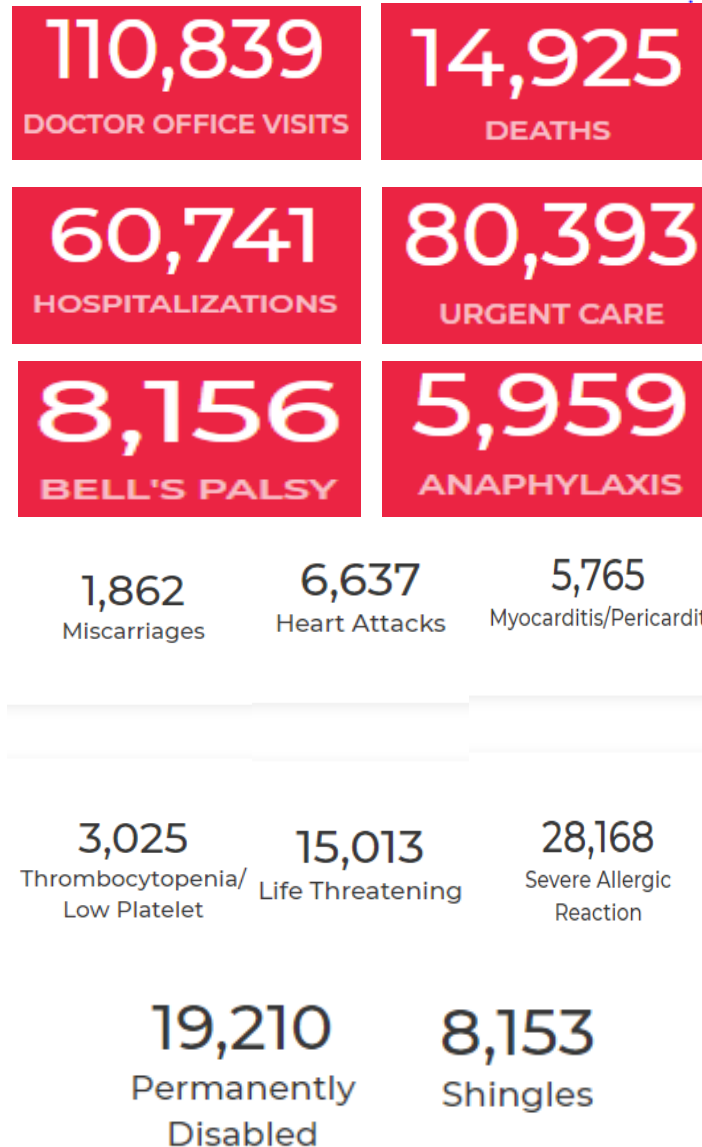 110,839
DOCTOR OFFICE VISITS
14,925
DEATHS
60,741
HOSPITALIZATIONS
80,393
URGENT CARE
8,156
BELL'S PALSY
5,959
ANAPHYLAXIS
1,862
Miscarriages
6,637
Heart Attacks
5,765
Myocarditis/Pericardit
3,025
Thrombocytopenia/
Low Platelet
15,013
Life Threatening
28,168
Severe Allergic
Reaction
19,210
Permanently
Disabled
8,153
Shingles